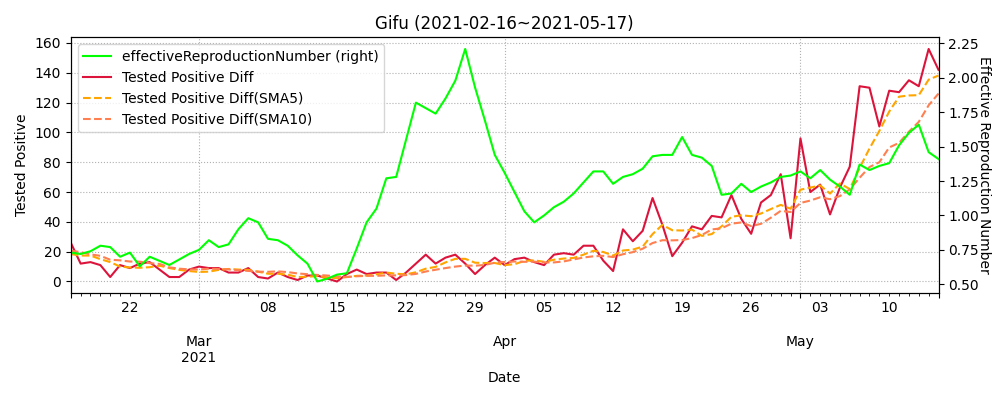 Gifu (2021-02-16~2021-05-17)
effectiveReproductionNumber (right)
Tested Positive Diff
Tested Positive Diff(SMA5)
Tested Positive Diff(SMA10)
Tested Positive
160
140
120
100
80
60
40
20
0
2.25
2.00
1.75
1.50
1.25
1.00
0.75
0.50
Effective Reproduction Number
22 08 15 22 29 05 12 19 26 03 10
Mar Apr May
2021
Date